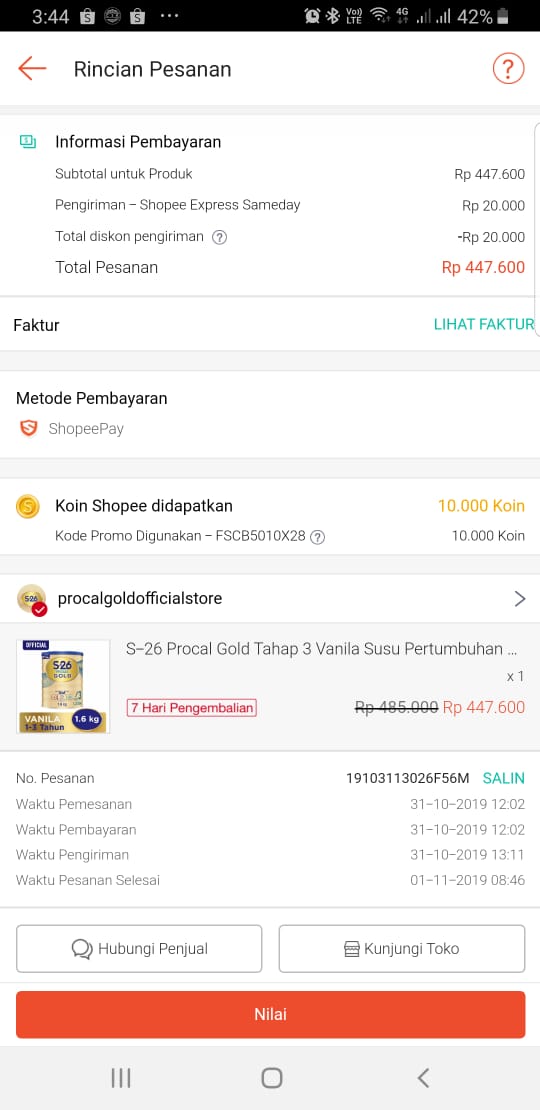 3:44
Vo)) LTE
4G
42%
Rincian Pesanan
?
Informasi Pembayaran
Subtotal untuk Produk Rp 447.600
Pengiriman - Shopee Express Sameday Rp 20.000
Total diskon pengiriman ? -Rp 20.000
Total Pesanan Rp 447.600
Faktur LIHAT FAKTUR
Metode Pembayaran
ShopeePay
Koin Shopee didapatkan 10.000 Koin
Kode Promo Digunakan - FSCB5010X28 ? 10.000 Koin
procalgoldofficialstore
OFFICIAL
S-26
GOLD
VANILA 1.6 kg
1-3 Tahun
S-26 Procal Gold Tahap 3 Vanila Susu Pertumbuhan ...
x 1
7 Hari Pengembalian Rp 485.000 Rp 447.600
No. Pesanan 19103113026F56M SALIN
Waktu Pemesanan 31-10-2019 12:02
Waktu Pembayaran 31-10-2019 12:02
Waktu Pengiriman 31-10-2019 13:11
Waktu Pesanan Selesai 01-11-2019 08:46
Hubungi Penjual Kunjungi Toko
Nilai